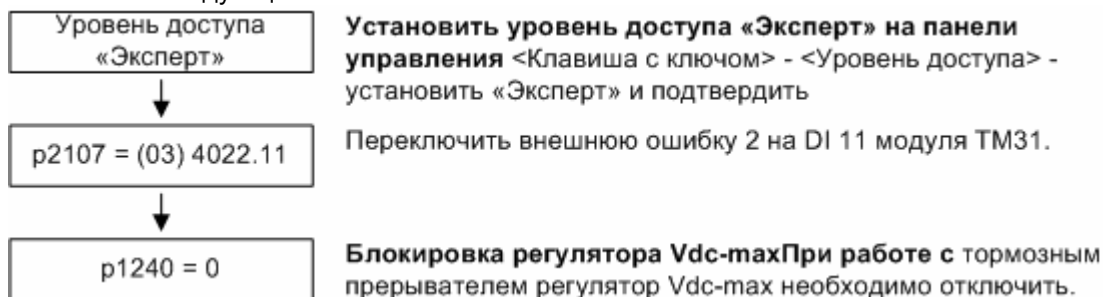 Уровень доступа
«Эксперт»
Установить уровень доступа «Эксперт» на панели
управления <Клавиша с ключом> - <Уровень доступа> -
установить «Эксперт» и подтвердить
p2107 = (03) 4022.11
Переключить внешнюю ошибку 2 на DI 11 модуля TM31.
p1240 = 0
Блокировка регулятора Vdc-maxПри работе с тормозным
прерывателем регулятор Vdc-max необходимо отключить.